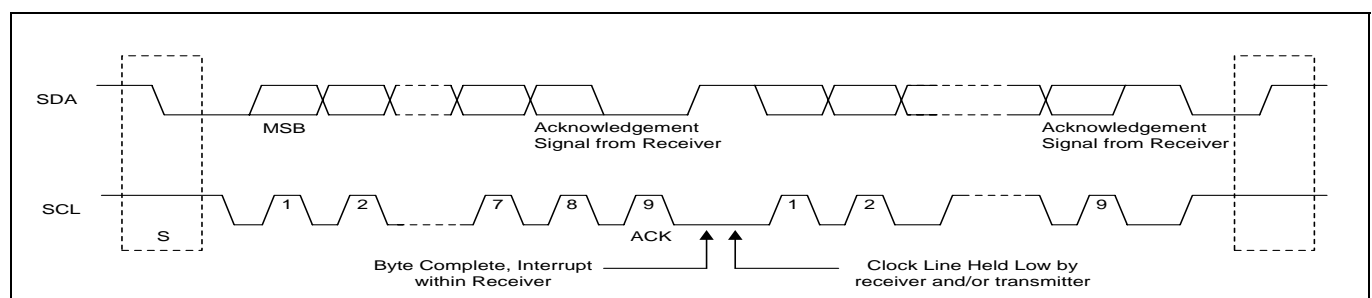 SDA
MSB
Acknowledgement
Signal from Receiver
Acknowledgement
Signal from Receiver
SCL
1
2
7
8
9
1
2
9
S
ACK
Byte Complete, Interrupt
within Receiver
Clock Line Held Low by
receiver and/or transmitter